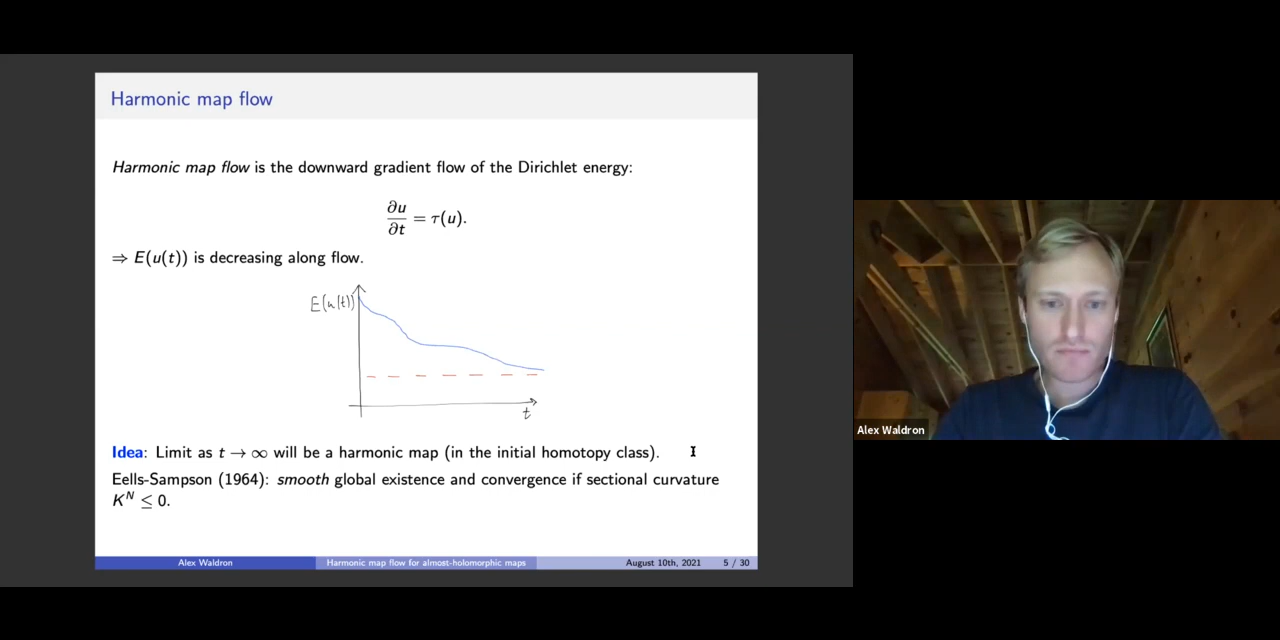 Harmonic map flow
Harmonic map flow is the downward gradient flow of the Dirichlet energy:
∂u/∂t = τ(u).
⇒ E(u(t)) is decreasing along flow.
E(u(t))
t
Idea: Limit as t → ∞ will be a harmonic map (in the initial homotopy class).
Eells-Sampson (1964): smooth global existence and convergence if sectional curvature
K^N ≤ 0.
Alex Waldron Harmonic map flow for almost-holomorphic maps August 10th, 2021 5 / 30
Alex Waldron